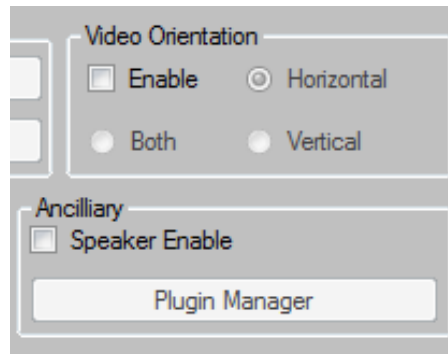 Video Orientation
Enable Horizontal
Both Vertical
Ancilliary
Speaker Enable
Plugin Manager